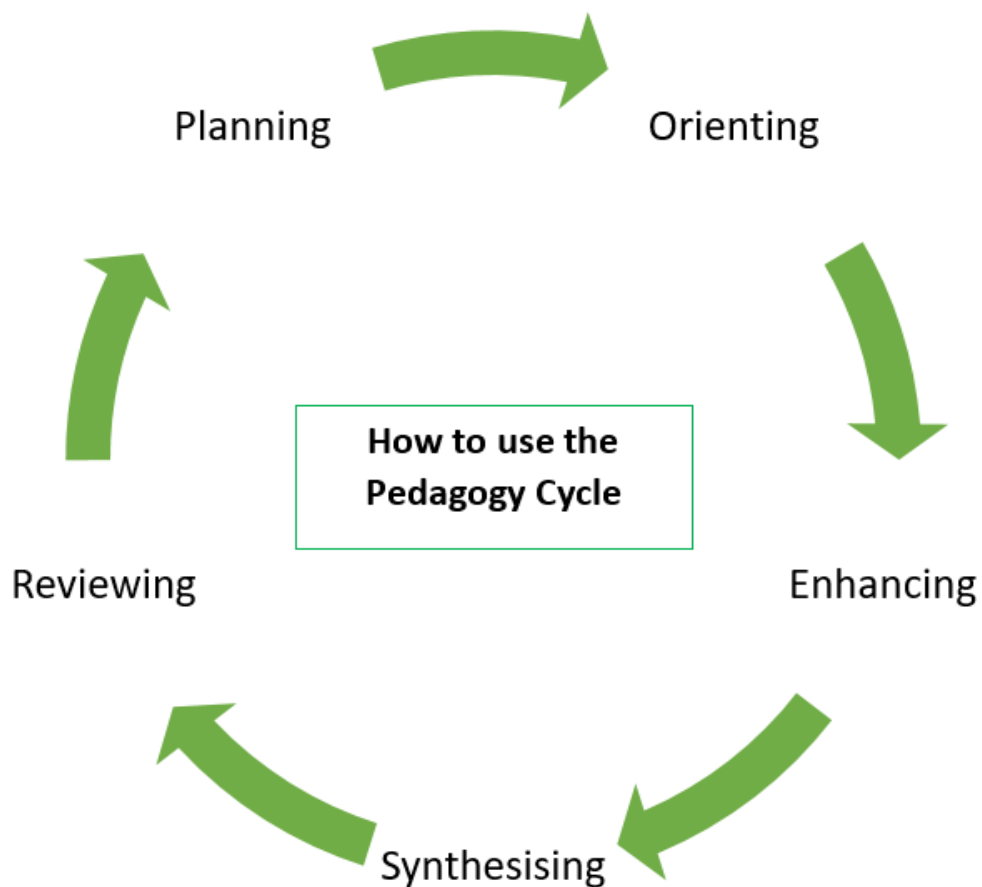 Planning
Orienting
How to use the
Pedagogy Cycle
Reviewing
Enhancing
Synthesising